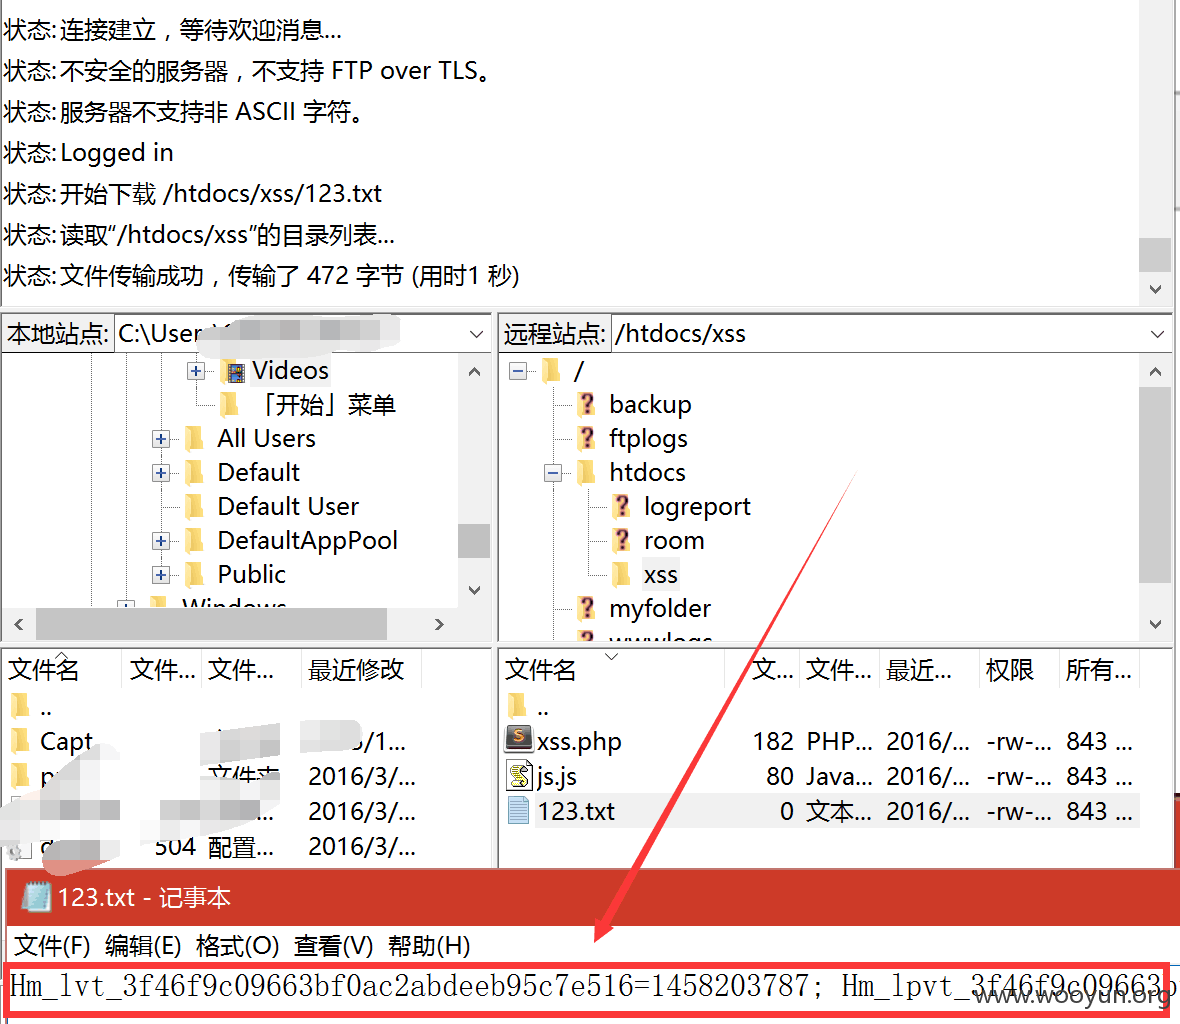 状态: 连接建立，等待欢迎消息...
状态: 不安全的服务器，不支持 FTP over TLS。
状态: 服务器不支持非 ASCII 字符。
状态: Logged in
状态: 开始下载 /htdocs/xss/123.txt
状态: 读取“/htdocs/xss”的目录列表...
状态: 文件传输成功，传输了 472 字节 (用时1 秒)
本地站点: C:\User
Videos
「开始」菜单
All Users
Default
Default User
DefaultAppPool
Public
Windows
远程站点: /htdocs/xss
/
backup
ftplogs
htdocs
logreport
room
xss
myfolder
wwwlogs
文件名 文件... 文件... 最近修改
..
Capt /1...
文件夹 2016/3/...
... 2016/3/...
504 配置... 2016/3/...
文件名 文... 文件... 最近... 权限 所有...
..
xss.php 182 PHP... 2016/... -rw-... 843 ...
js.js 80 Java... 2016/... -rw-... 843 ...
123.txt 0 文本... 2016/... -rw-... 843 ...
123.txt - 记事本
文件(F) 编辑(E) 格式(O) 查看(V) 帮助(H)
Hm_lvt_3f46f9c09663bf0ac2abdeeb95c7e516=1458203787; Hm_lpvt_3f46f9c09663b
www.wooyun.org